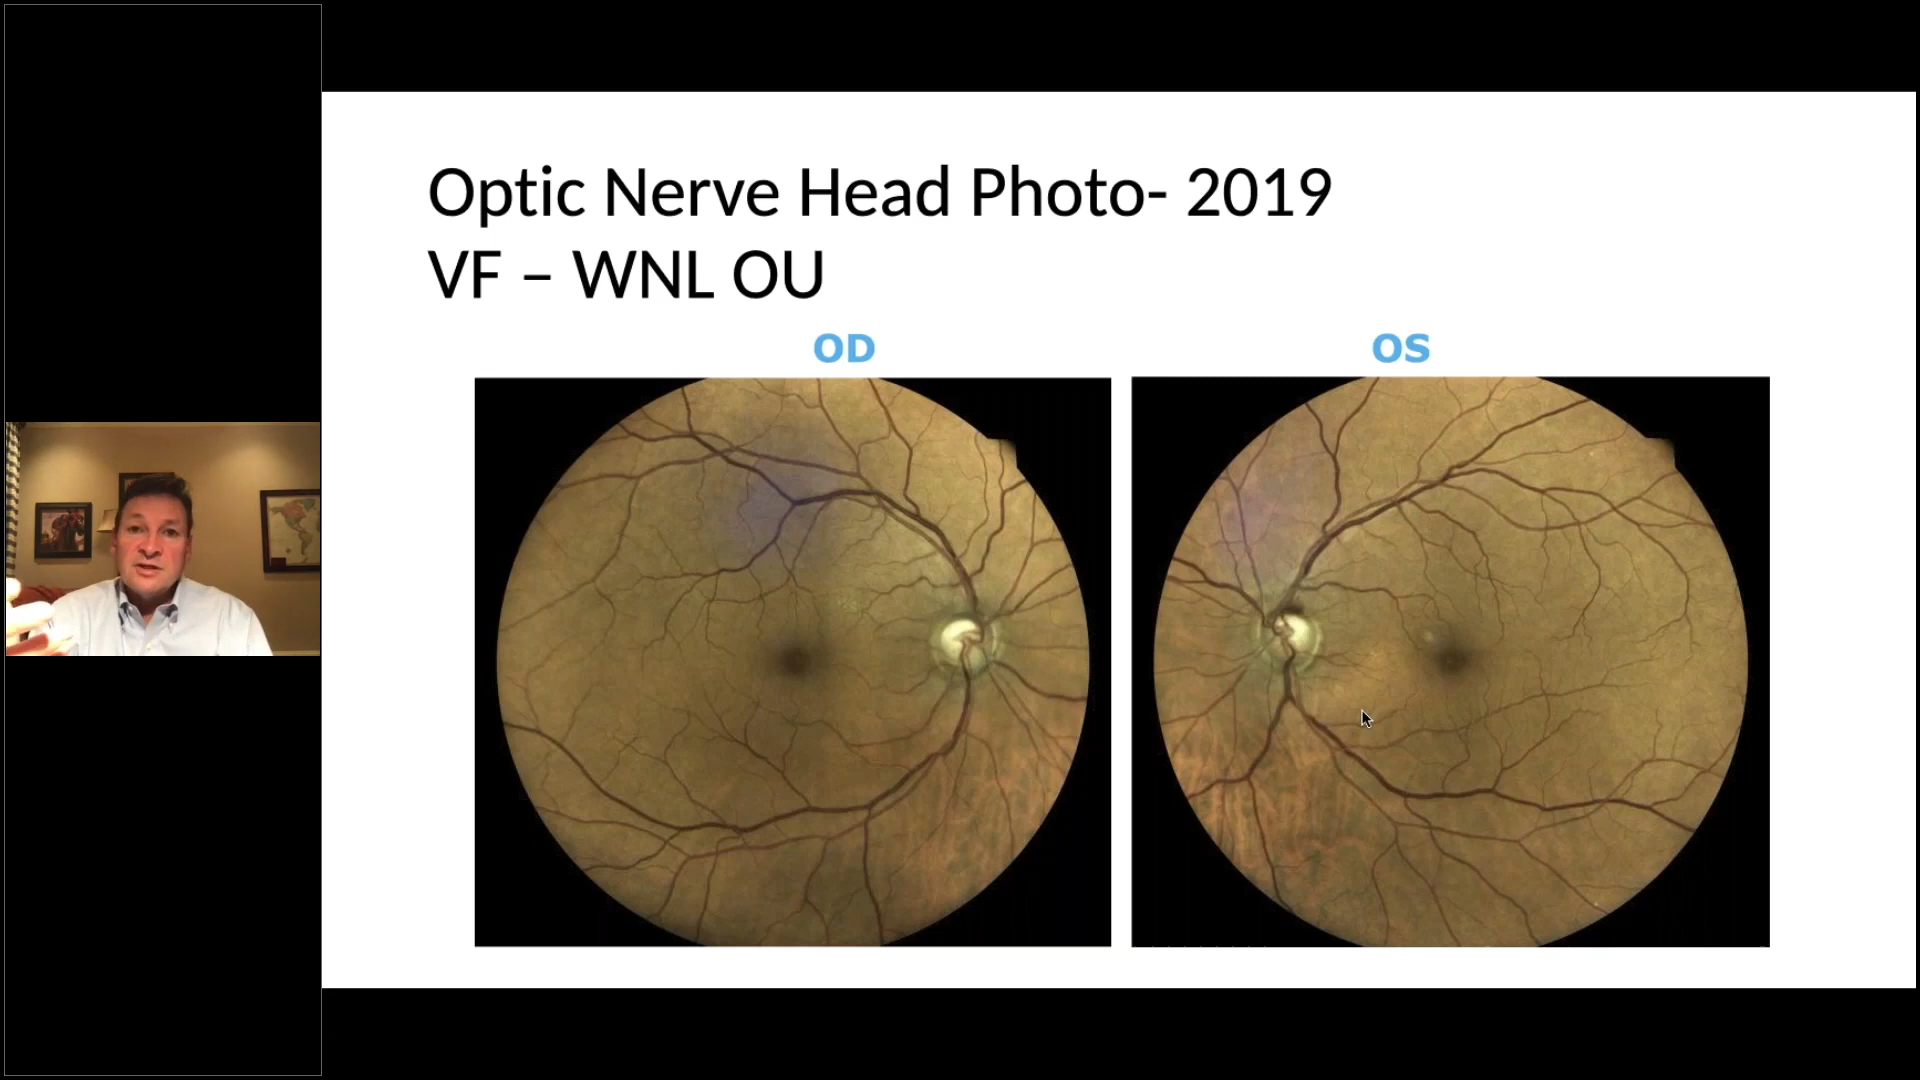 Optic Nerve Head Photo- 2019
VF – WNL OU
OD
OS